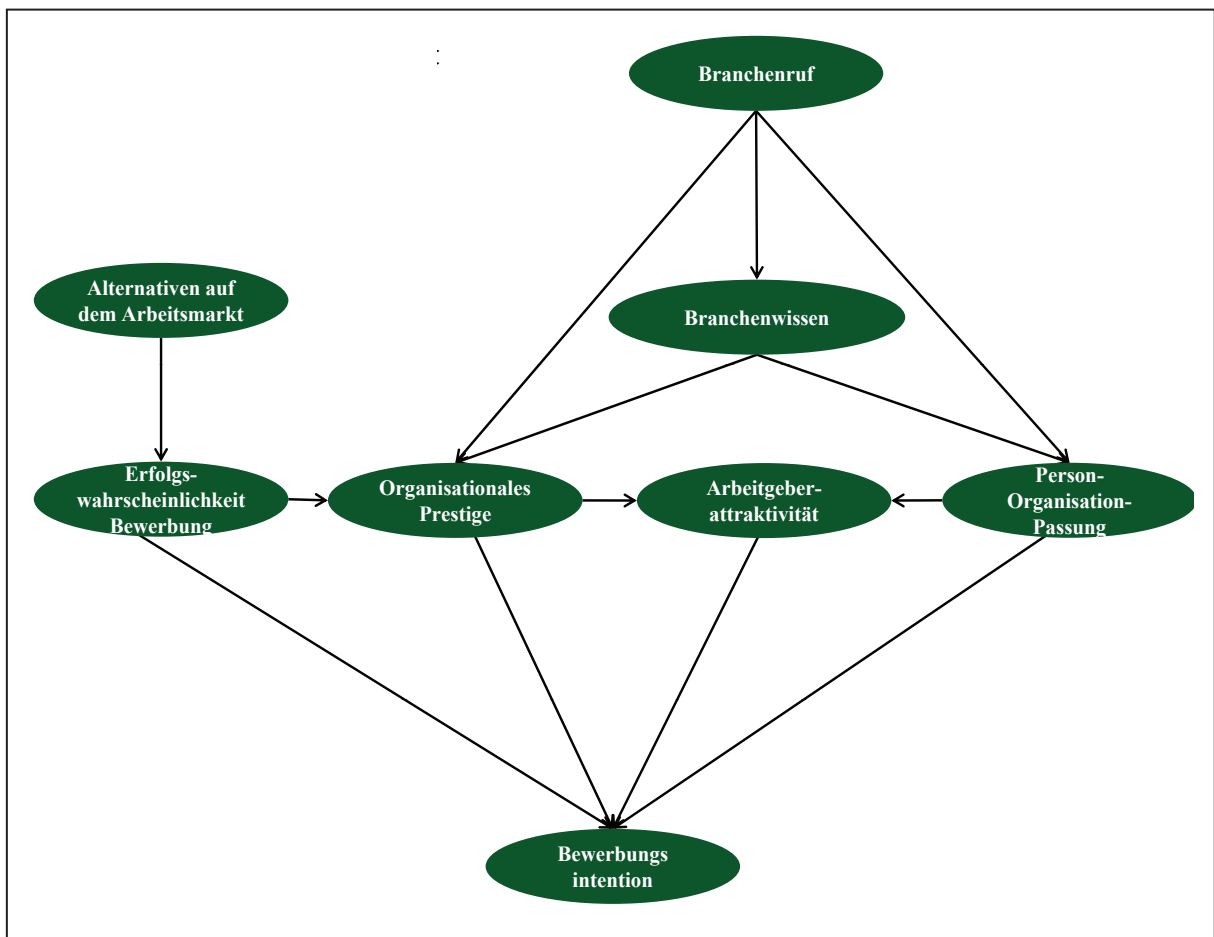 Branchenruf
Alternativen auf
dem Arbeitsmarkt
Branchenwissen
Erfolgs-
wahrscheinlichkeit
Bewerbung
Organisationales
Prestige
Arbeitgeber-
attraktivität
Person-
Organisation-
Passung
Bewerbungs
intention